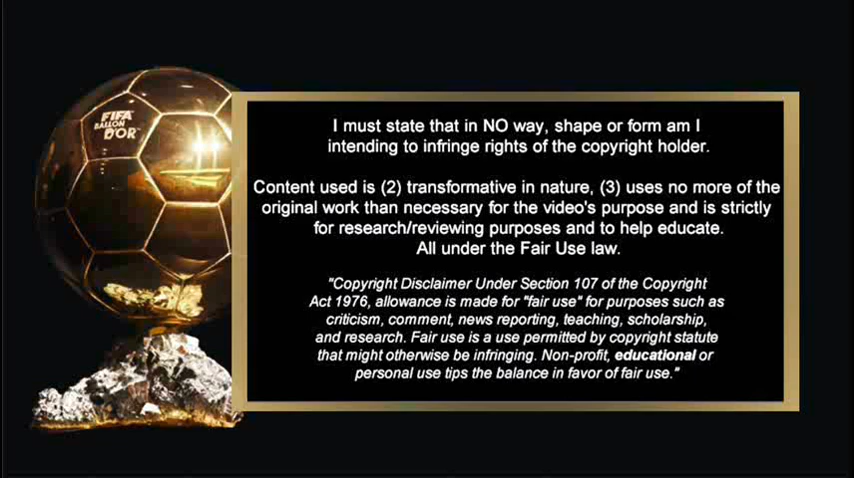 FIFA
BALLON
D'OR
I must state that in NO way, shape or form am I
intending to infringe rights of the copyright holder.
Content used is (2) transformative in nature, (3) uses no more of the
original work than necessary for the video's purpose and is strictly
for research/reviewing purposes and to help educate.
All under the Fair Use law.
"Copyright Disclaimer Under Section 107 of the Copyright
Act 1976, allowance is made for "fair use" for purposes such as
criticism, comment, news reporting, teaching, scholarship,
and research. Fair use is a use permitted by copyright statute
that might otherwise be infringing. Non-profit, educational or
personal use tips the balance in favor of fair use."